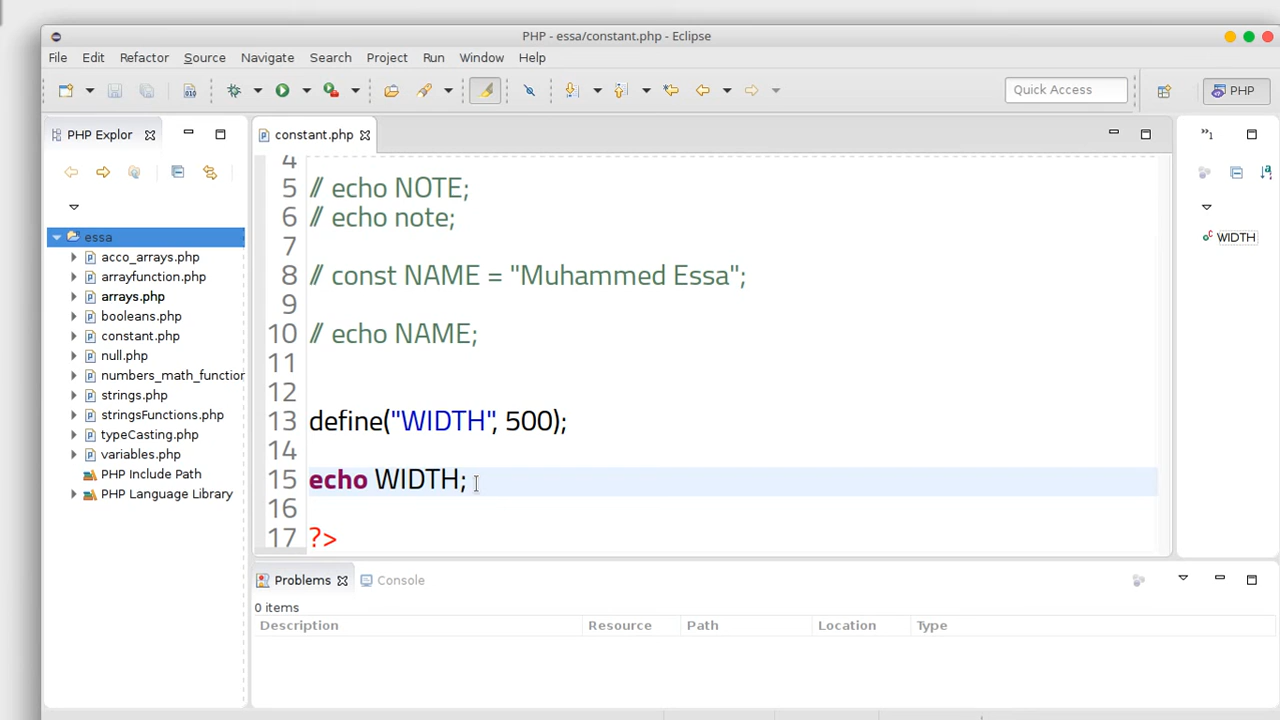 PHP - essa/constant.php - Eclipse
File Edit Refactor Source Navigate Search Project Run Window Help
Quick Access
PHP
PHP Explor
constant.php
»1
essa
acco_arrays.php
arrayfunction.php
arrays.php
booleans.php
constant.php
null.php
numbers_math_function
strings.php
stringsFunctions.php
typeCasting.php
variables.php
PHP Include Path
PHP Language Library
4
5 // echo NOTE;
6 // echo note;
7
8 // const NAME = "Muhammed Essa";
9
10 // echo NAME;
11
12
13 define("WIDTH", 500);
14
15 echo WIDTH;
16
17 ?>
WIDTH
Problems Console
0 items
Description Resource Path Location Type